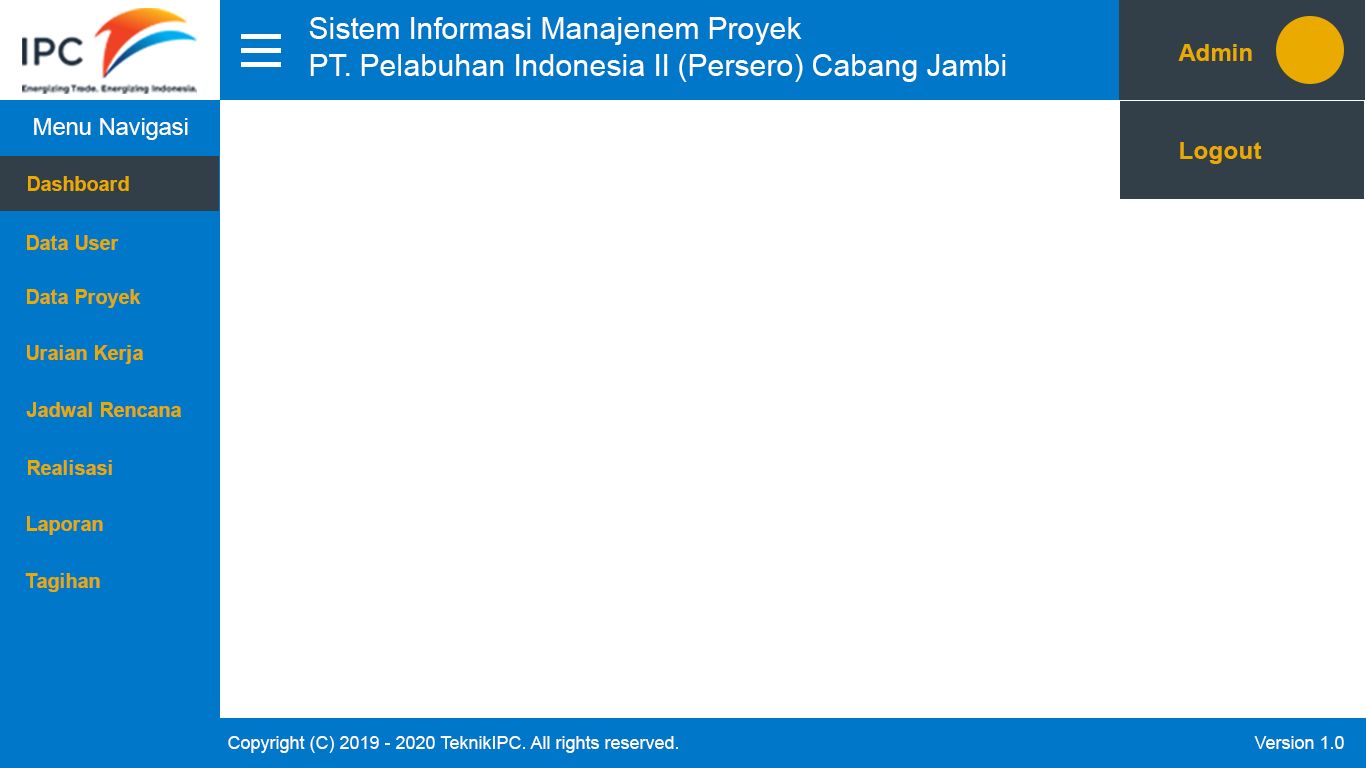 IPC
Energizing Trade. Energizing Indonesia.
Sistem Informasi Manajenem Proyek
PT. Pelabuhan Indonesia II (Persero) Cabang Jambi
Admin
Logout
Menu Navigasi
Dashboard
Data User
Data Proyek
Uraian Kerja
Jadwal Rencana
Realisasi
Laporan
Tagihan
Copyright (C) 2019 - 2020 TeknikIPC. All rights reserved.
Version 1.0